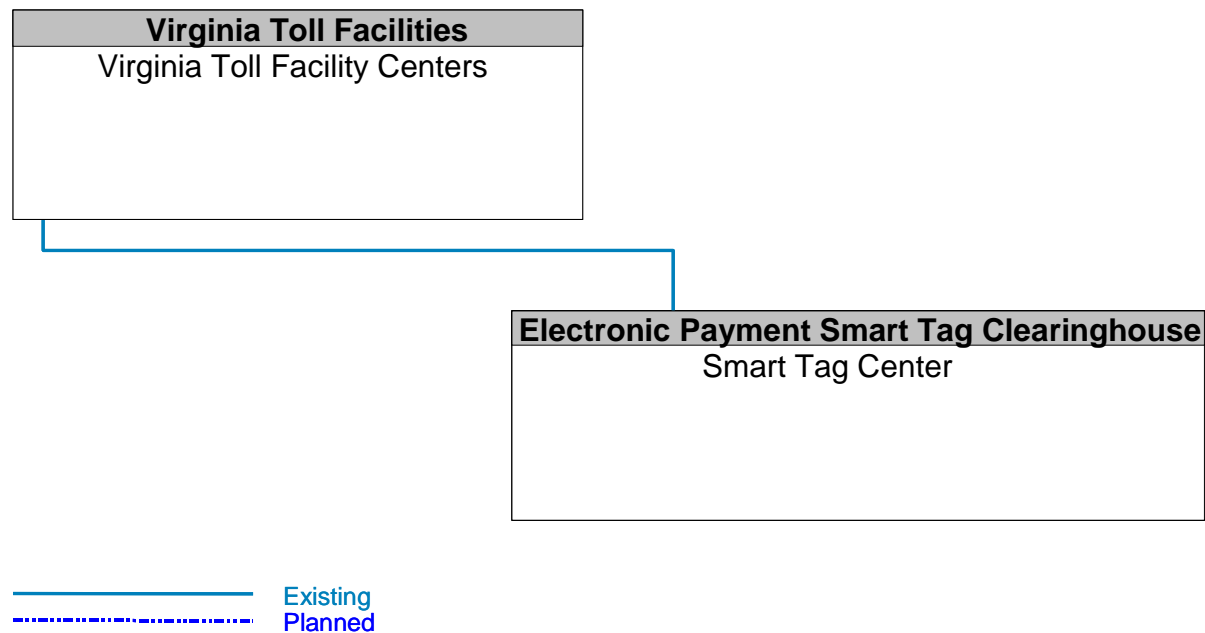 Virginia Toll Facilities
Virginia Toll Facility Centers
Electronic Payment Smart Tag Clearinghouse
Smart Tag Center
Existing
Planned